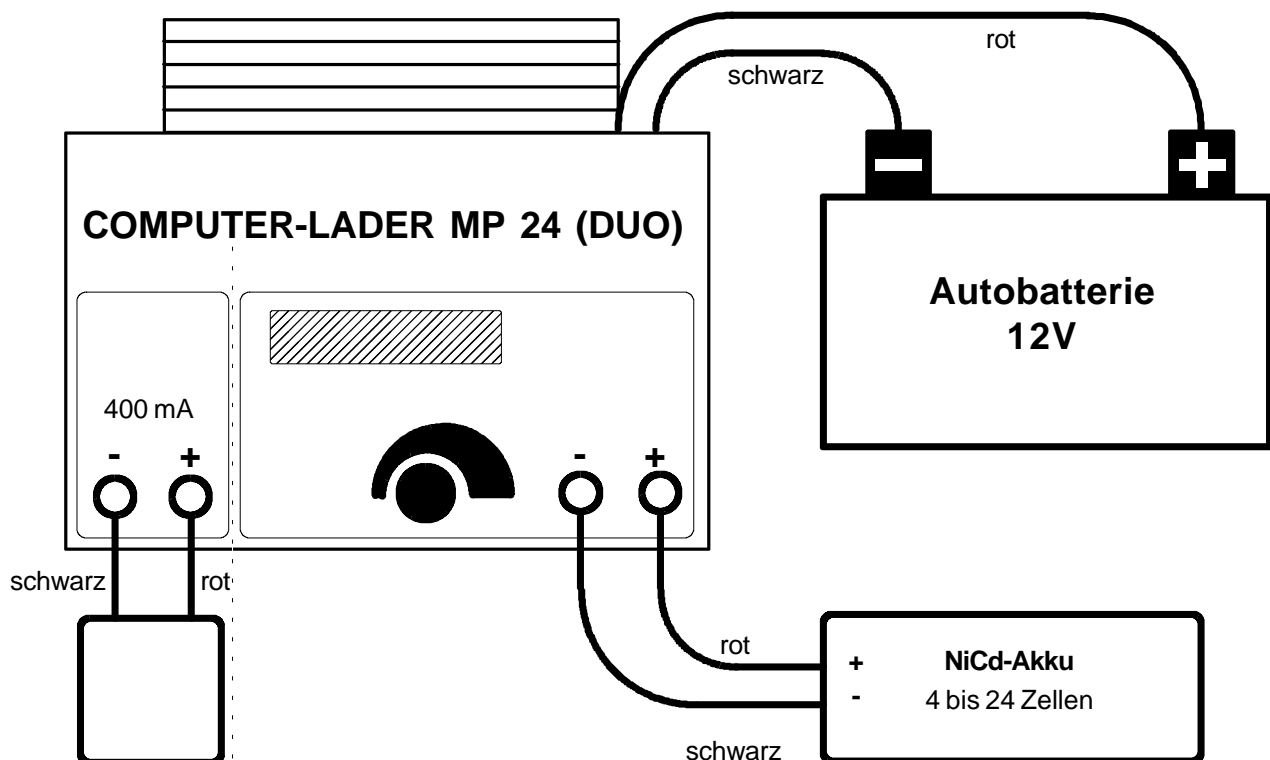 rot
schwarz
COMPUTER-LADER MP 24 (DUO)
Autobatterie
12V
400 mA
- +
- +
schwarz
rot
rot
+ NiCd-Akku
- 4 bis 24 Zellen
schwarz